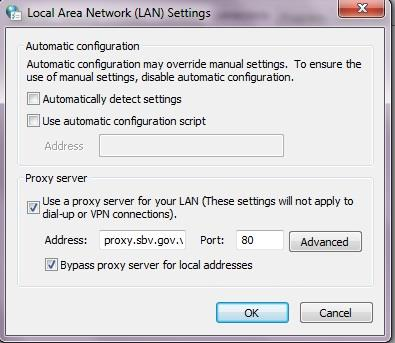 Local Area Network (LAN) Settings
Automatic configuration
Automatic configuration may override manual settings. To ensure the
use of manual settings, disable automatic configuration.
Automatically detect settings
Use automatic configuration script
Address
Proxy server
Use a proxy server for your LAN (These settings will not apply to
dial-up or VPN connections).
Address: proxy.sbv.gov. Port: 80 Advanced
Bypass proxy server for local addresses
OK Cancel